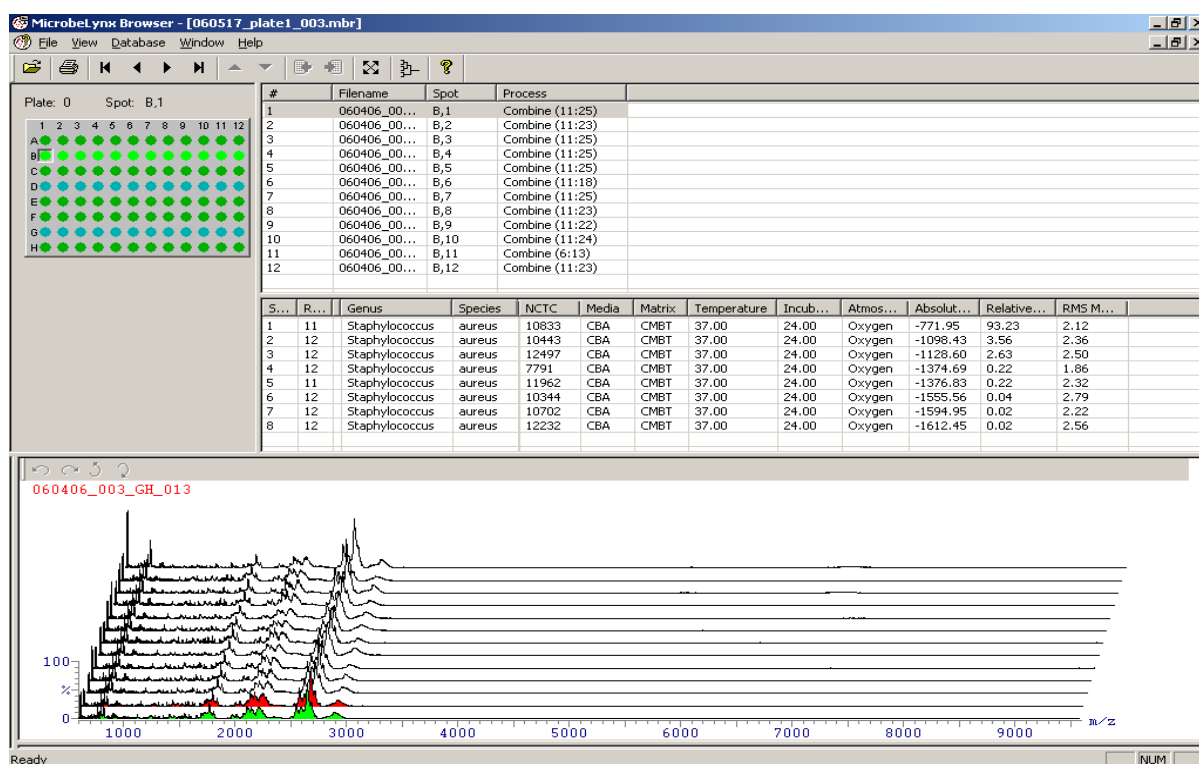 MicrobeLynx Browser - [060517_plate1_003.mbr]
File View Database Window Help
Plate: 0 Spot: B,1
1 2 3 4 5 6 7 8 9 10 11 12
A
B
C
D
E
F
G
H
# Filename Spot Process
1 060406_00... B,1 Combine (11:25)
2 060406_00... B,2 Combine (11:23)
3 060406_00... B,3 Combine (11:25)
4 060406_00... B,4 Combine (11:25)
5 060406_00... B,5 Combine (11:25)
6 060406_00... B,6 Combine (11:18)
7 060406_00... B,7 Combine (11:25)
8 060406_00... B,8 Combine (11:23)
9 060406_00... B,9 Combine (11:22)
10 060406_00... B,10 Combine (11:24)
11 060406_00... B,11 Combine (6:13)
12 060406_00... B,12 Combine (11:23)
S... R... Genus Species NCTC Media Matrix Temperature Incub... Atmos... Absolut... Relative... RMS M...
1 11 Staphylococcus aureus 10833 CBA CMBT 37.00 24.00 Oxygen -771.95 93.23 2.12
2 12 Staphylococcus aureus 10443 CBA CMBT 37.00 24.00 Oxygen -1098.43 3.56 2.36
3 12 Staphylococcus aureus 12497 CBA CMBT 37.00 24.00 Oxygen -1128.60 2.63 2.50
4 12 Staphylococcus aureus 7791 CBA CMBT 37.00 24.00 Oxygen -1374.69 0.22 1.86
5 11 Staphylococcus aureus 11962 CBA CMBT 37.00 24.00 Oxygen -1376.83 0.22 2.32
6 12 Staphylococcus aureus 10344 CBA CMBT 37.00 24.00 Oxygen -1555.56 0.04 2.79
7 12 Staphylococcus aureus 10702 CBA CMBT 37.00 24.00 Oxygen -1594.95 0.02 2.22
8 12 Staphylococcus aureus 12232 CBA CMBT 37.00 24.00 Oxygen -1612.45 0.02 2.56
060406_003_GH_013
100
%
0
m/z
1000 2000 3000 4000 5000 6000 7000 8000 9000
Ready NUM